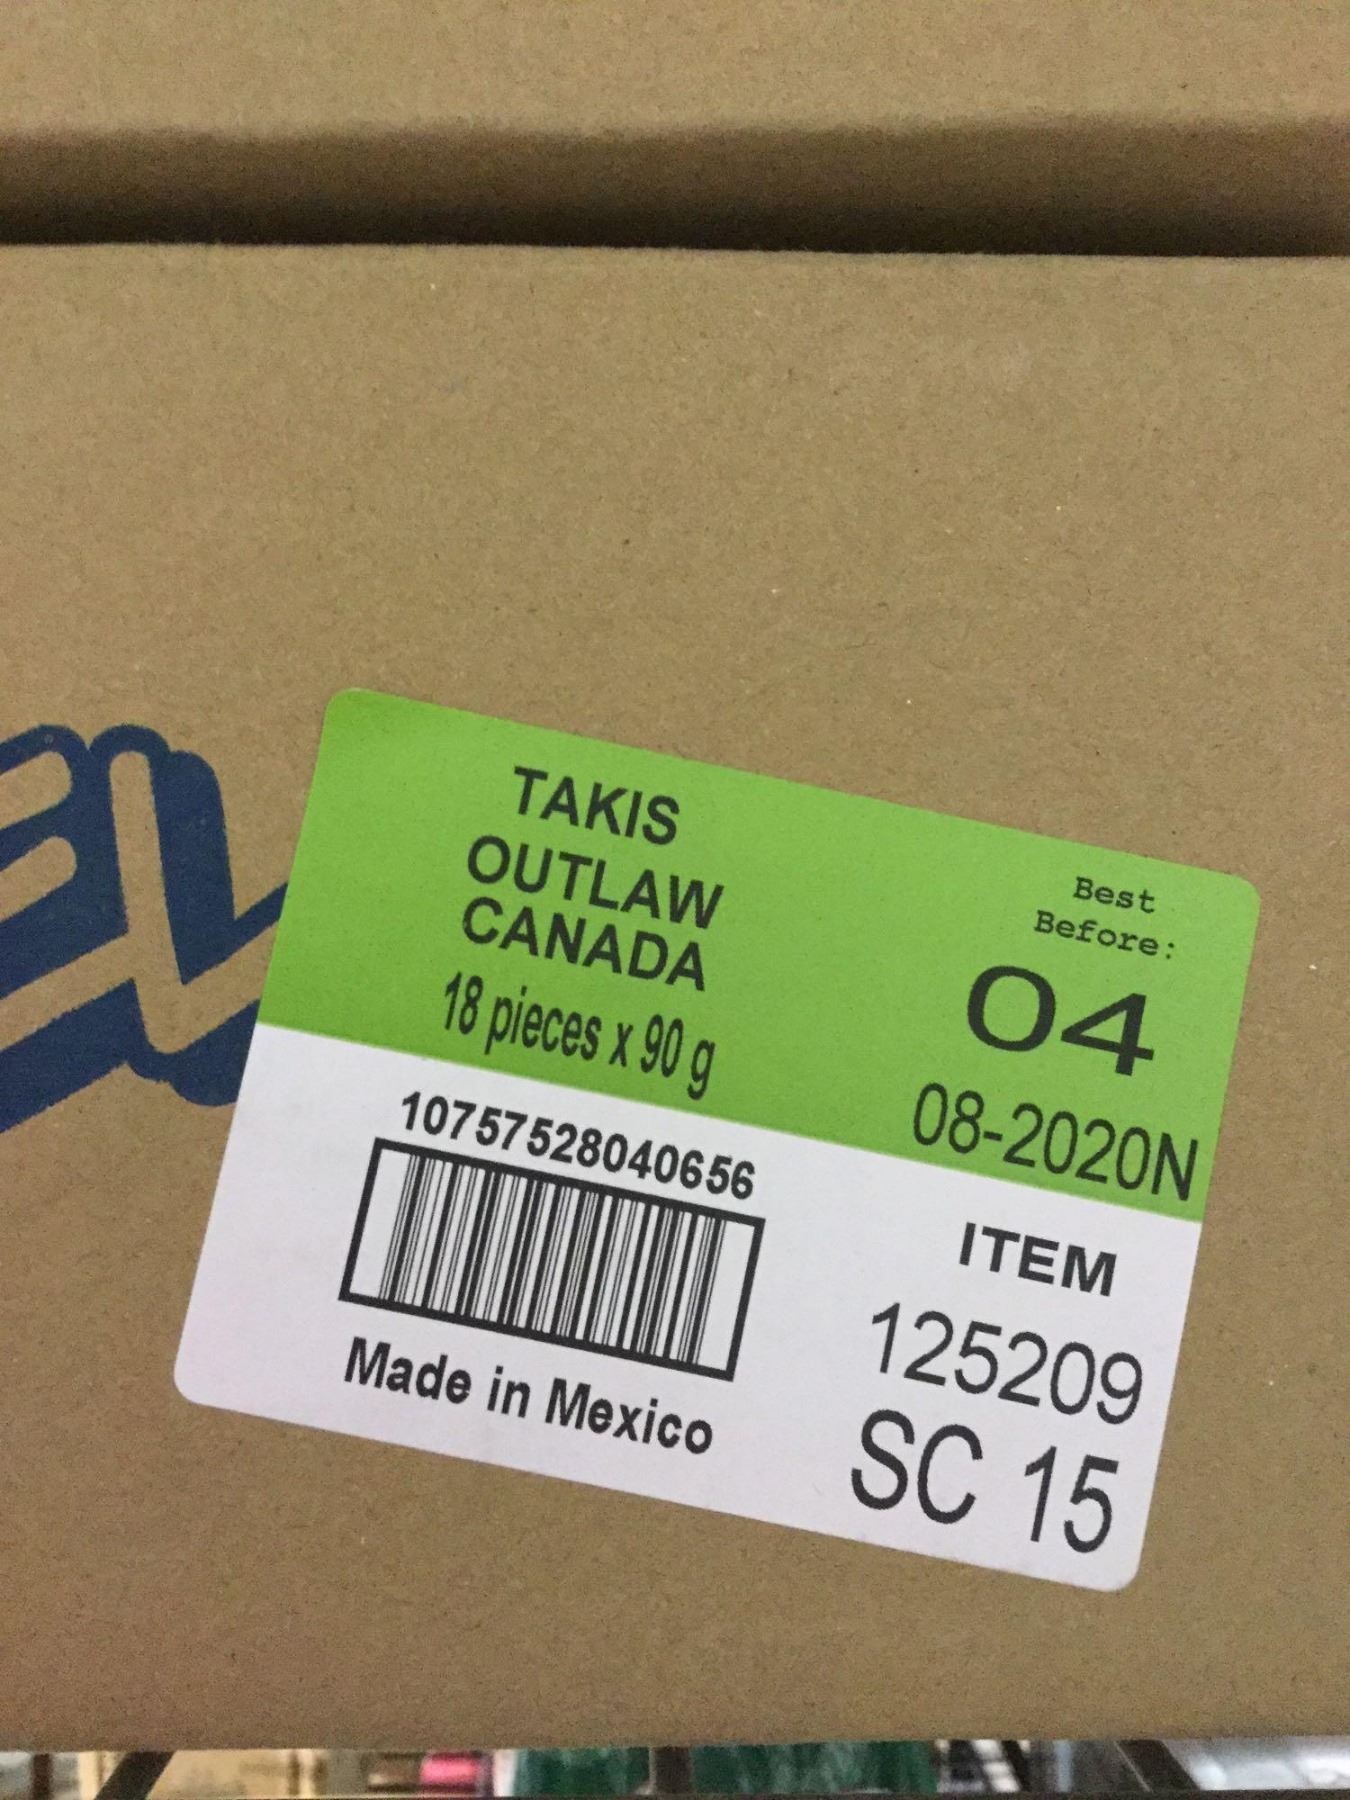 TAKIS
OUTLAW
CANADA
18 pieces x 90 g
Best
Before:
04
08-2020N
10757528040656
Made in Mexico
ITEM
125209
SC 15